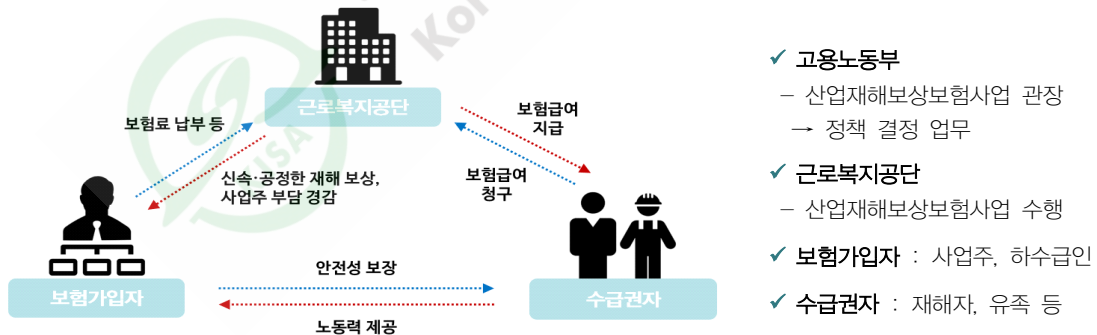 근로복지공단
보험료 납부 등
보험급여
지급
신속·공정한 재해 보상,
사업주 부담 경감
보험급여
청구
안전성 보장
보험가입자
수급권자
노동력 제공
✓ 고용노동부
– 산업재해보상보험사업 관장
→ 정책 결정 업무
✓ 근로복지공단
– 산업재해보상보험사업 수행
✓ 보험가입자 : 사업주, 하수급인
✓ 수급권자 : 재해자, 유족 등